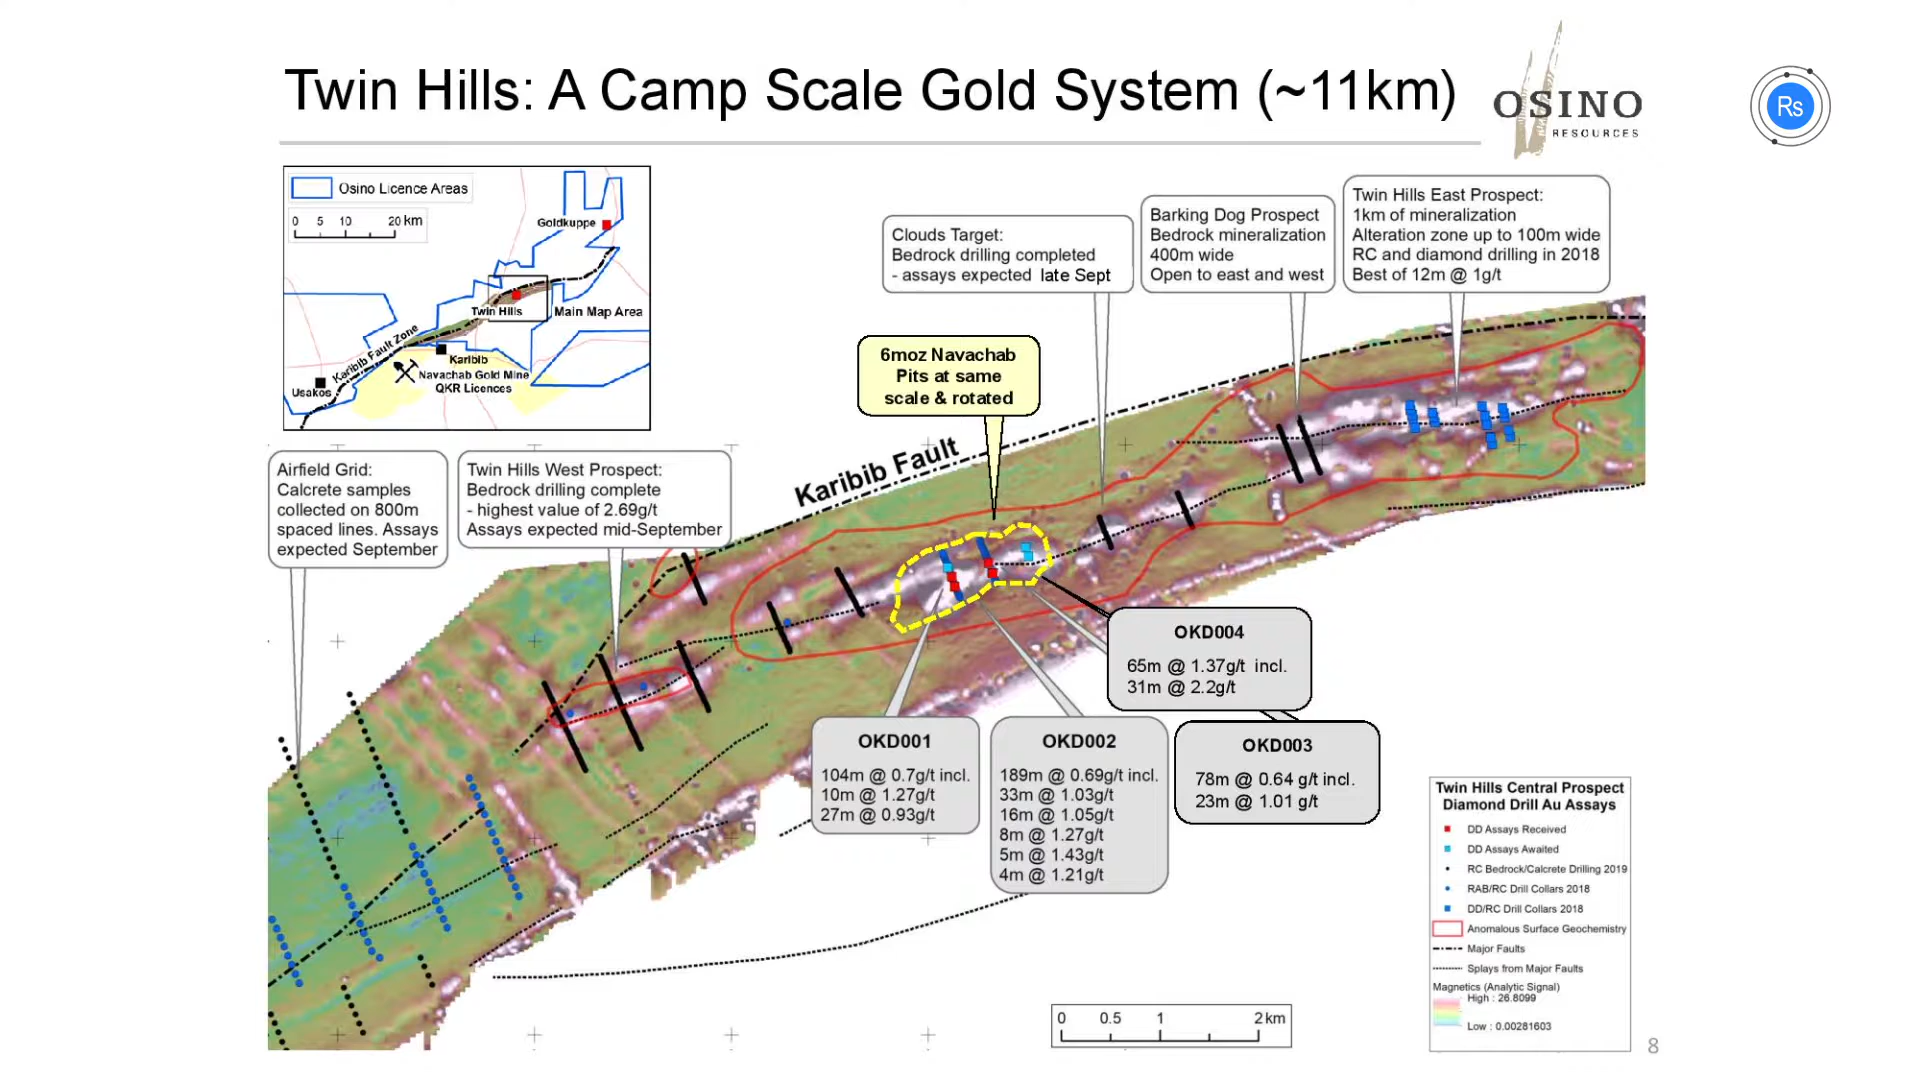 Twin Hills: A Camp Scale Gold System (~11km)
OSINO
RESOURCES
Rs
Osino Licence Areas
0 5 10 20 km
Goldkuppe
Twin Hills
Main Map Area
Karibib Fault Zone
Karibib
Navachab Gold Mine
QKR Licences
Usakos
Clouds Target:
Bedrock drilling completed
- assays expected late Sept
Barking Dog Prospect
Bedrock mineralization
400m wide
Open to east and west
Twin Hills East Prospect:
1km of mineralization
Alteration zone up to 100m wide
RC and diamond drilling in 2018
Best of 12m @ 1g/t
6moz Navachab
Pits at same
scale & rotated
Karibib Fault
Airfield Grid:
Calcrete samples
collected on 800m
spaced lines. Assays
expected September
Twin Hills West Prospect:
Bedrock drilling complete
- highest value of 2.69g/t
Assays expected mid-September
OKD004
65m @ 1.37g/t incl.
31m @ 2.2g/t
OKD001
104m @ 0.7g/t incl.
10m @ 1.27g/t
27m @ 0.93g/t
OKD002
189m @ 0.69g/t incl.
33m @ 1.03g/t
16m @ 1.05g/t
8m @ 1.27g/t
5m @ 1.43g/t
4m @ 1.21g/t
OKD003
78m @ 0.64 g/t incl.
23m @ 1.01 g/t
Twin Hills Central Prospect
Diamond Drill Au Assays
DD Assays Received
DD Assays Awaited
RC Bedrock/Calcrete Drilling 2019
RAB/RC Drill Collars 2018
DD/RC Drill Collars 2018
Anomalous Surface Geochemistry
Major Faults
Splays from Major Faults
Magnetics (Analytic Signal)
High : 26.8099
Low : 0.00281603
0 0.5 1 2 km
8